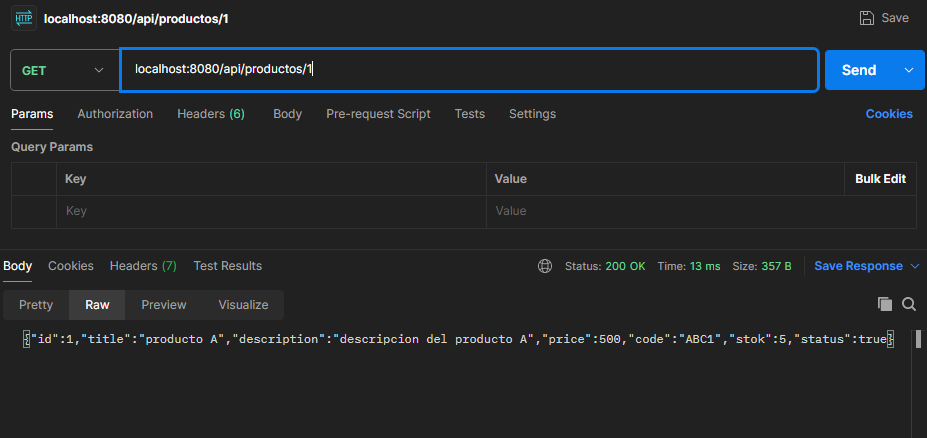 HTTP localhost:8080/api/productos/1 Save
GET localhost:8080/api/productos/1 Send
Params Authorization Headers (6) Body Pre-request Script Tests Settings Cookies
Query Params
Key Value Bulk Edit
Key Value
Body Cookies Headers (7) Test Results Status: 200 OK Time: 13 ms Size: 357 B Save Response
Pretty Raw Preview Visualize
{"id":1,"title":"producto A","description":"descripcion del producto A","price":500,"code":"ABC1","stok":5,"status":true}